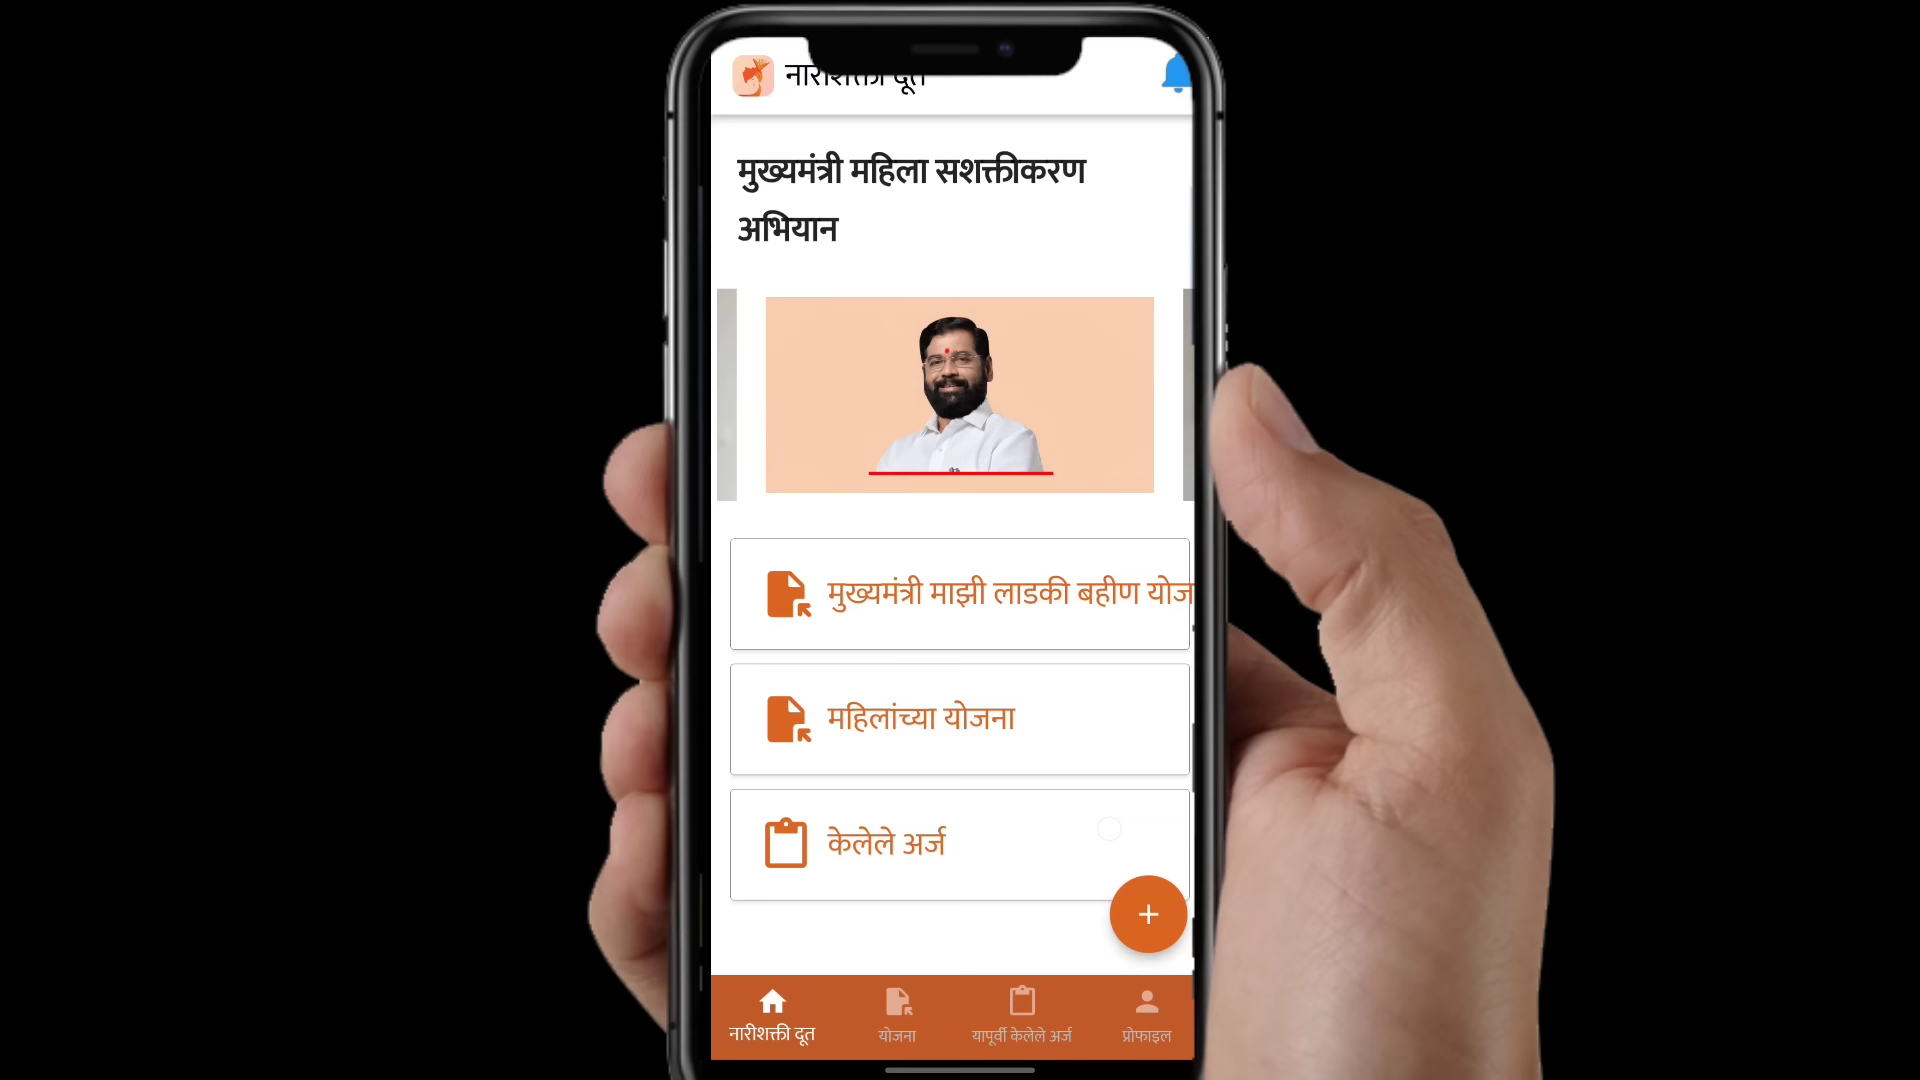 नारीशक्ती दूत
मुख्यमंत्री महिला सशक्तीकरण
अभियान
मुख्यमंत्री माझी लाडकी बहीण योज
महिलांच्या योजना
केलेले अर्ज
नारीशक्ती दूत
योजना
यापूर्वी केलेले अर्ज
प्रोफाइल